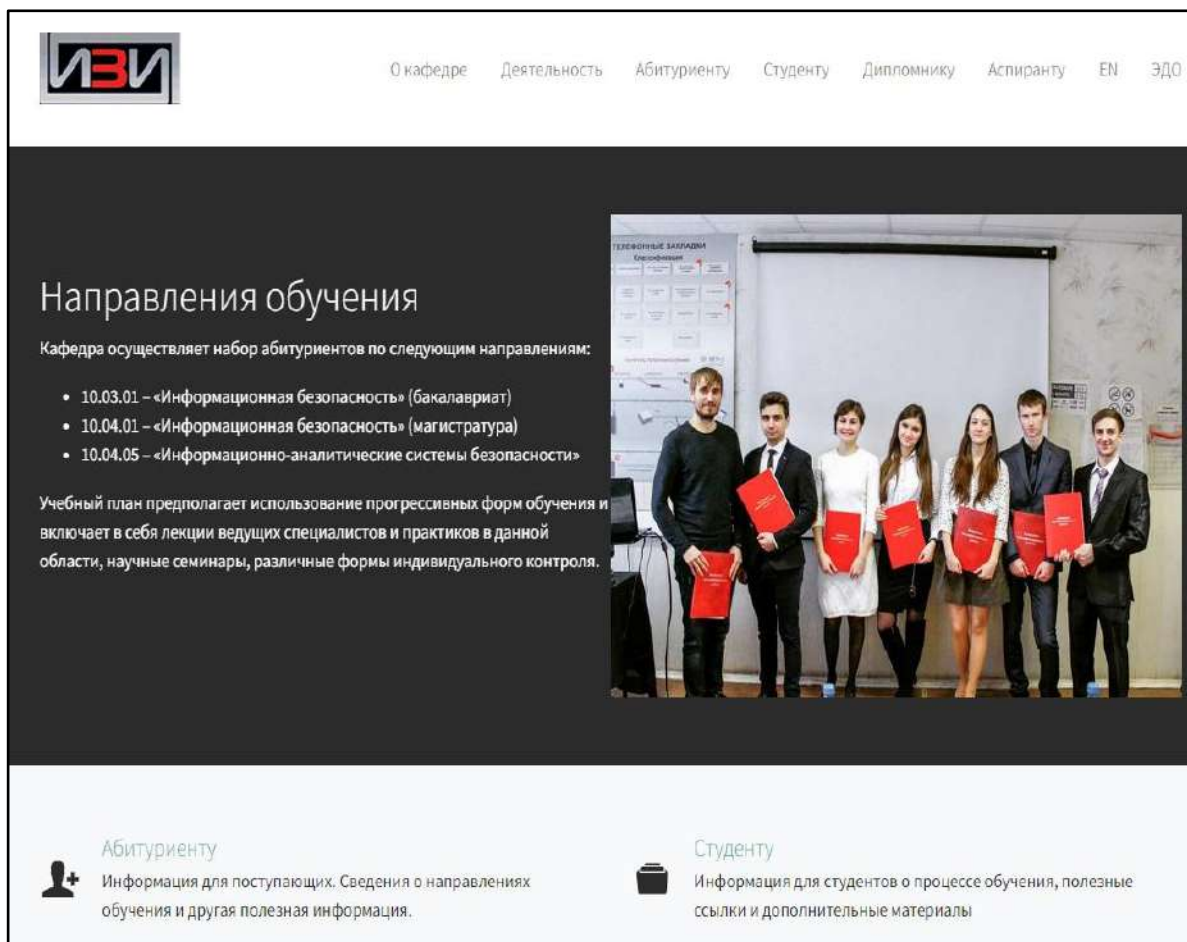 ИЗИ
О кафедре Деятельность Абитуриенту Студенту Дипломнику Аспиранту EN ЭДО
ТЕЛЕФОННЫЕ ЗАКЛАДКИ
Классификация
Направления обучения
Кафедра осуществляет набор абитуриентов по следующим направлениям:
• 10.03.01 – «Информационная безопасность» (бакалавриат)
• 10.04.01 – «Информационная безопасность» (магистратура)
• 10.04.05 – «Информационно-аналитические системы безопасности»
Учебный план предполагает использование прогрессивных форм обучения и
включает в себя лекции ведущих специалистов и практиков в данной
области, научные семинары, различные формы индивидуального контроля.
Абитуриенту
Информация для поступающих. Сведения о направлениях
обучения и другая полезная информация.
Студенту
Информация для студентов о процессе обучения, полезные
ссылки и дополнительные материалы